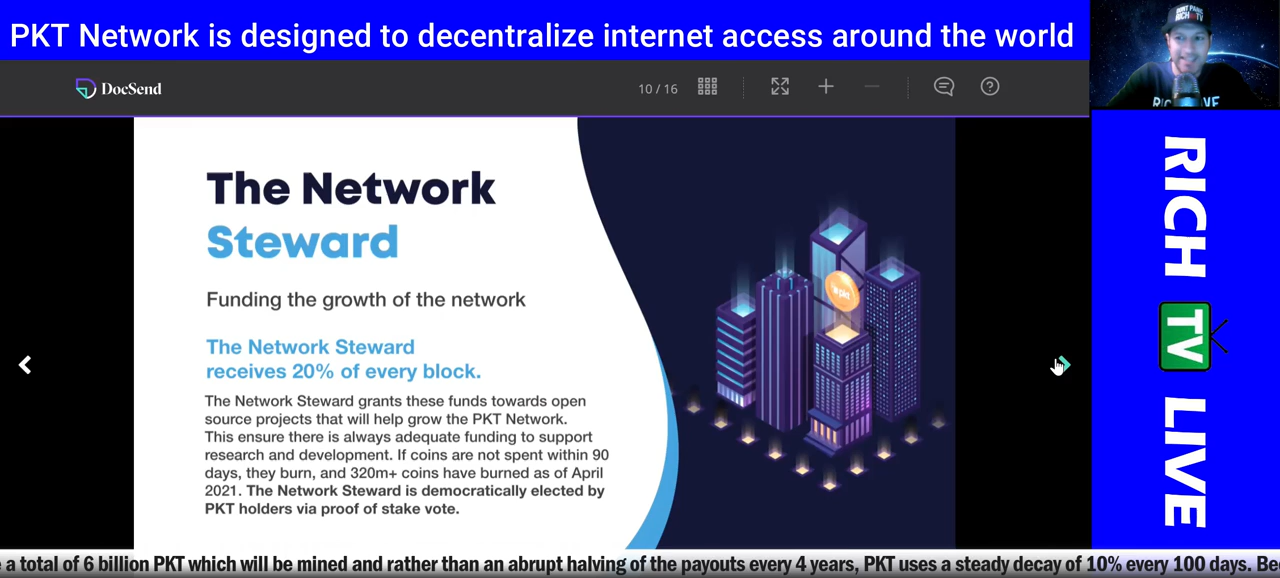 PKT Network is designed to decentralize internet access around the world
DocSend
10 / 16
The Network
Steward
Funding the growth of the network
The Network Steward
receives 20% of every block.
The Network Steward grants these funds towards open
source projects that will help grow the PKT Network.
This ensure there is always adequate funding to support
research and development. If coins are not spent within 90
days, they burn, and 320m+ coins have burned as of April
2021. The Network Steward is democratically elected by
PKT holders via proof of stake vote.
pkt
RICH TV
RICH
TV
LIVE
a total of 6 billion PKT which will be mined and rather than an abrupt halving of the payouts every 4 years, PKT uses a steady decay of 10% every 100 days. Be